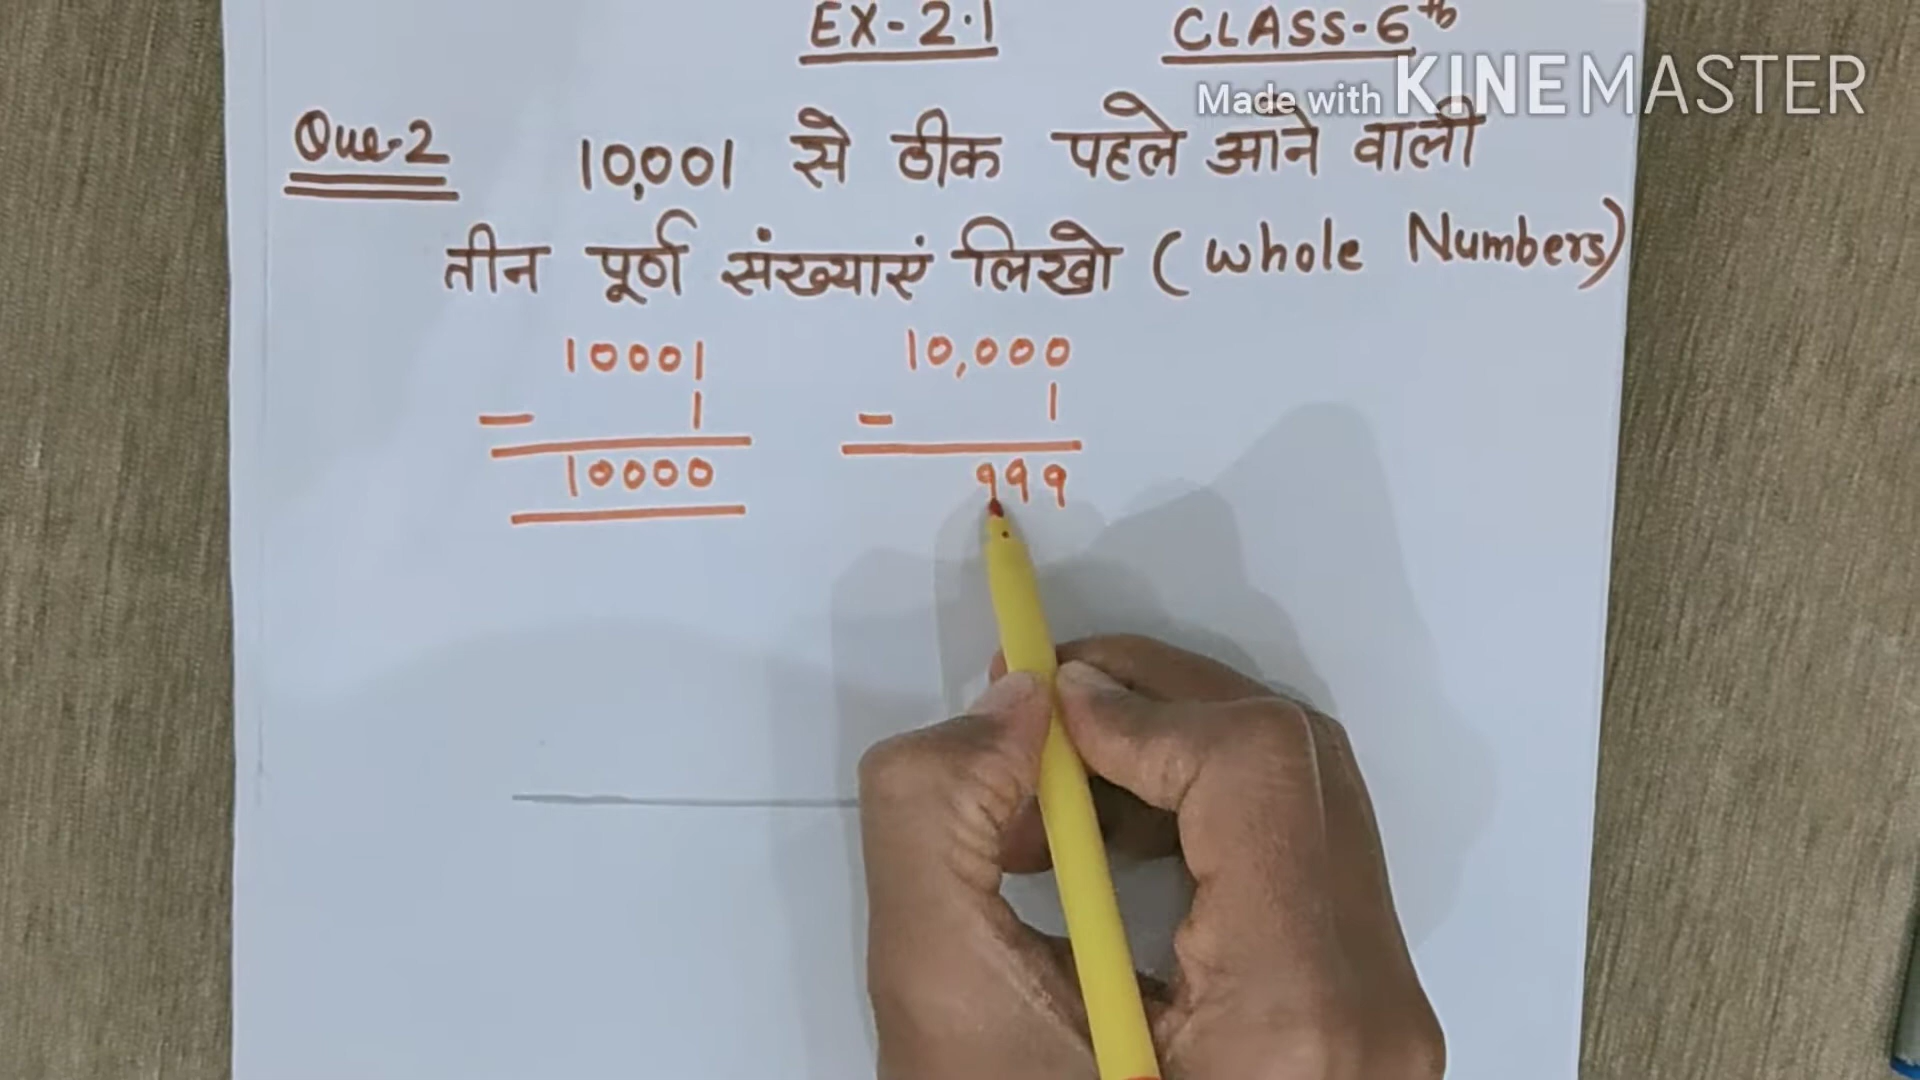 EX-2.1 CLASS-6th
Made with KINEMASTER
Que-2 10,001 से ठीक पहले आने वाली
तीन पूर्ण संख्याएं लिखो (Whole Numbers)
10001 10,000
- 1 - 1
10000 999